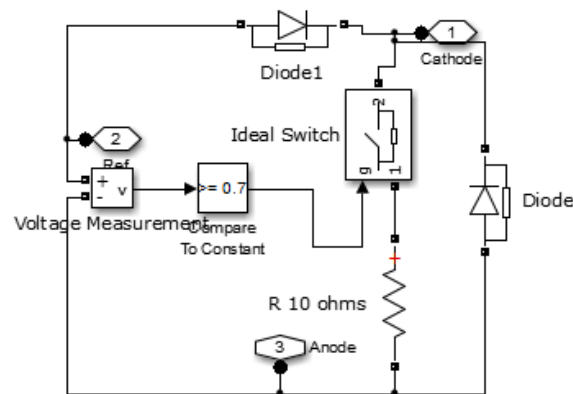 1
Cathode
Diode1
2
Ref
Ideal Switch
2
g
1
+
-
v
>= 0.7
Voltage Measurement
Compare
To Constant
Diode
R 10 ohms
+
3
Anode